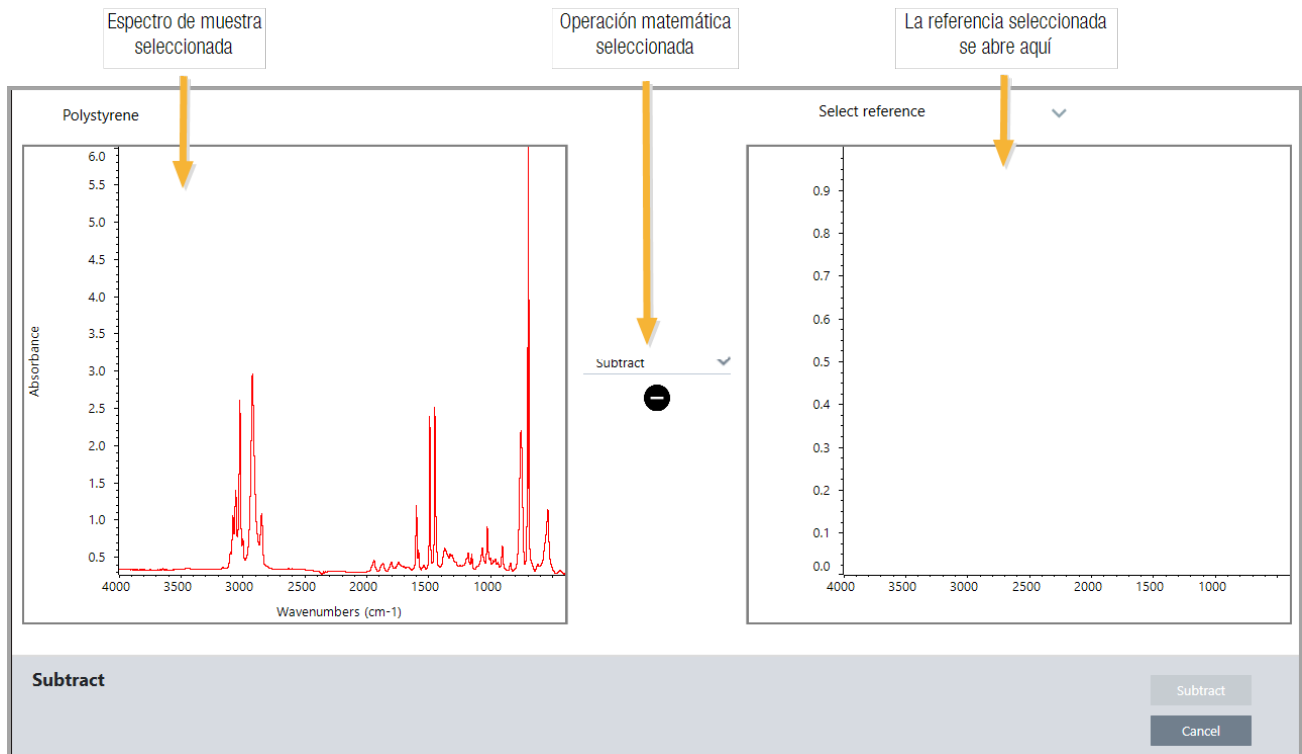 Espectro de muestra
seleccionada
Operación matemática
seleccionada
La referencia seleccionada
se abre aquí
Polystyrene
Select reference
6.0
5.5
5.0
4.5
4.0
3.5
3.0
2.5
2.0
1.5
1.0
0.5
Absorbance
4000 3500 3000 2500 2000 1500 1000
Wavenumbers (cm-1)
Subtract
0.9
0.8
0.7
0.6
0.5
0.4
0.3
0.2
0.1
0.0
4000 3500 3000 2500 2000 1500 1000
Subtract
Subtract
Cancel